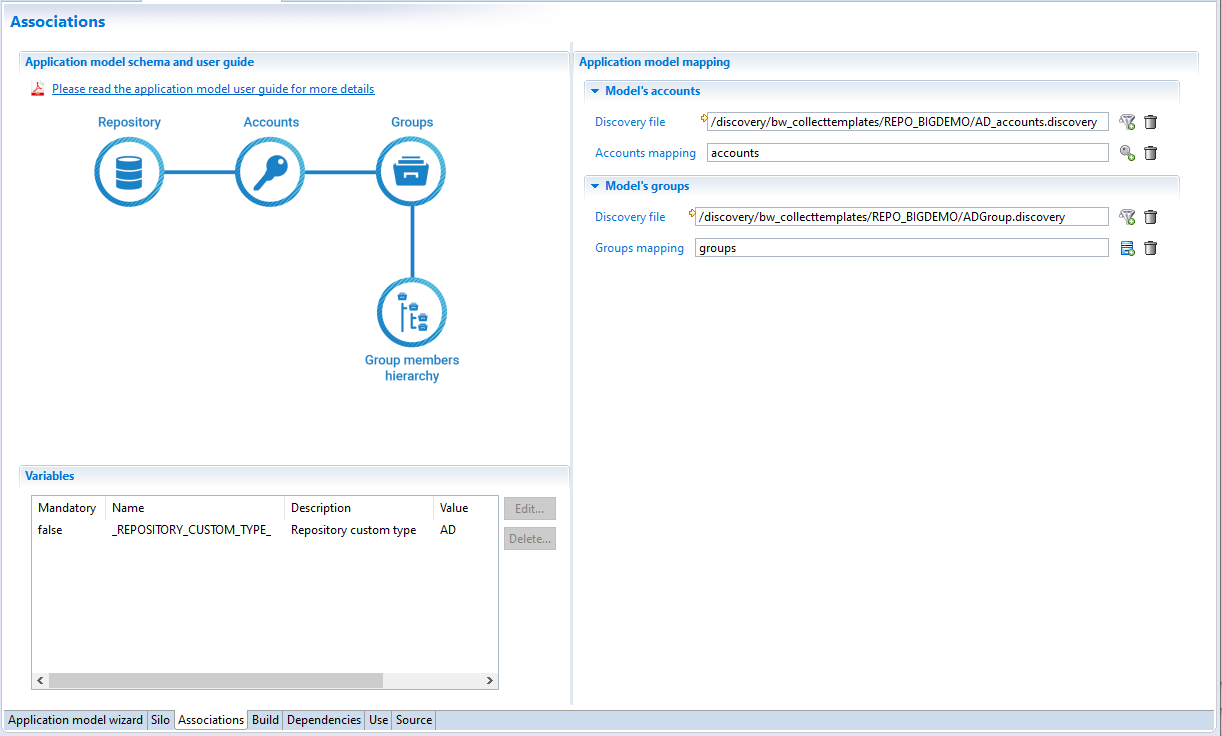 Associations
Application model schema and user guide
Please read the application model user guide for more details
Repository
Accounts
Groups
Group members
hierarchy
Variables
Mandatory Name Description Value
false _REPOSITORY_CUSTOM_TYPE_ Repository custom type AD
Edit...
Delete...
Application model mapping
Model's accounts
Discovery file /discovery/bw_collecttemplates/REPO_BIGDEMO/AD_accounts.discovery
Accounts mapping accounts
Model's groups
Discovery file /discovery/bw_collecttemplates/REPO_BIGDEMO/ADGroup.discovery
Groups mapping groups
Application model wizard Silo Associations Build Dependencies Use Source